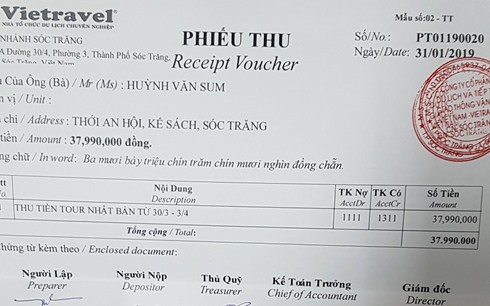 Vietravel
NHÀ TỔ CHỨC DU LỊCH CHUYÊN NGHIỆP
NHÁNH SÓC TRĂNG
A Đường 30/4, Phường 3, Thành Phố Sóc Trăng,
Sóc Trăng, Việt Nam
PHIẾU THU
Receipt Voucher
Mẫu số:02 - TT
Số/No.: PT01190020
Ngày/Date: 31/01/2019
Của Ông (Bà) / Mr (Ms) : HUỲNH VĂN SUM
vị / Unit :
chỉ / Address : THỚI AN HỘI, KẾ SÁCH, SÓC TRĂNG
tiền / Amount : 37,990,000 đồng.
ng chữ / In word: Ba mươi bảy triệu chín trăm chín mươi nghìn đồng chẵn.
tt Nội Dung TK Nợ TK Có Số Tiền
No. Description AcctDr AcctCr Amount
THU TIỀN TOUR NHẬT BẢN TỪ 30/3 - 3/4 1111 1311 37,990,000
Tổng cộng / Total: 37.990.000
hứng từ kèm theo / Enclosed document:
Người Lập Người Nộp Thủ Quỹ Kế Toán Trưởng Giám đốc
Preparer Depositor Treasurer Chief of Accountant Director